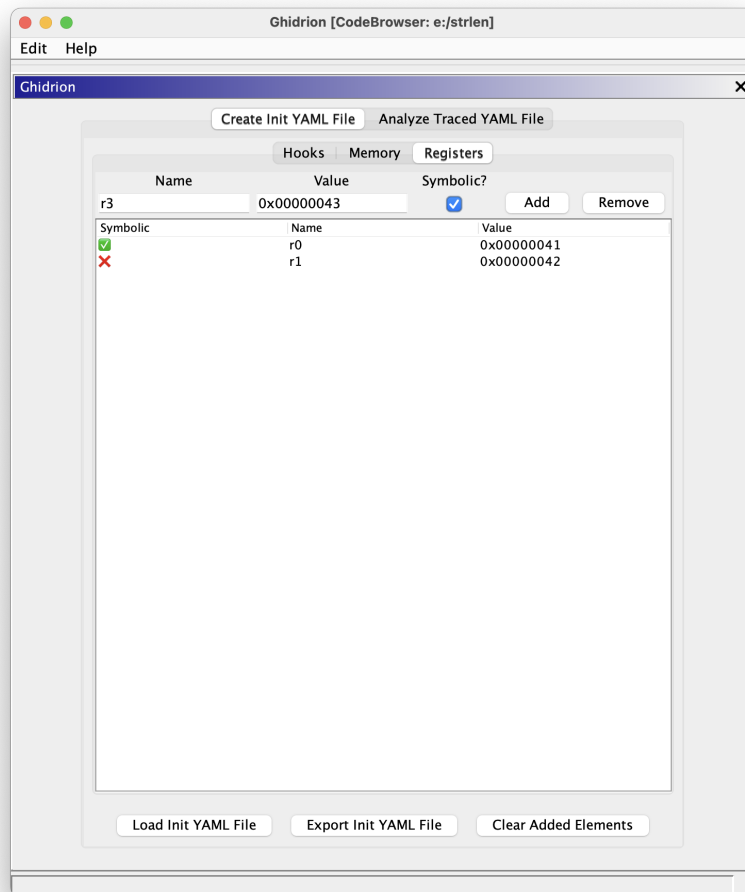 Ghidrion [CodeBrowser: e:/strlen]
Edit Help
Ghidrion
Create Init YAML File Analyze Traced YAML File
Hooks Memory Registers
Name Value Symbolic?
r3 0x00000043 Add Remove
Symbolic Name Value
r0 0x00000041
r1 0x00000042
Load Init YAML File Export Init YAML File Clear Added Elements